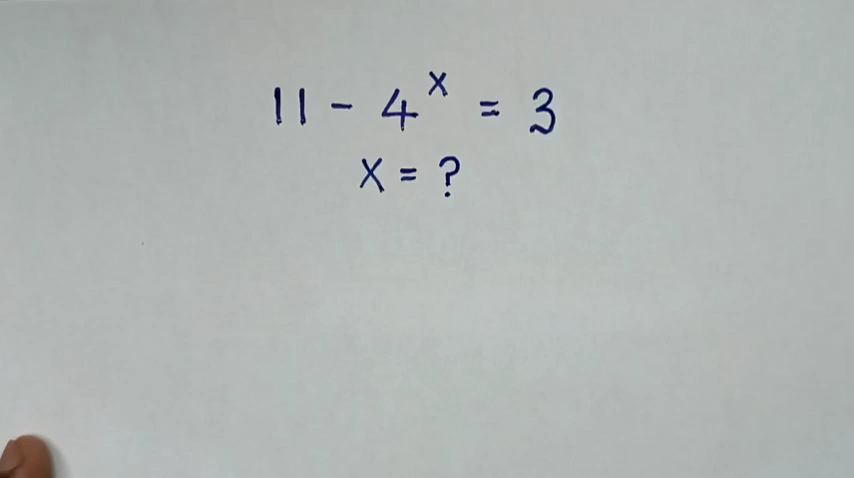 11 - 4^x = 3
x = ?